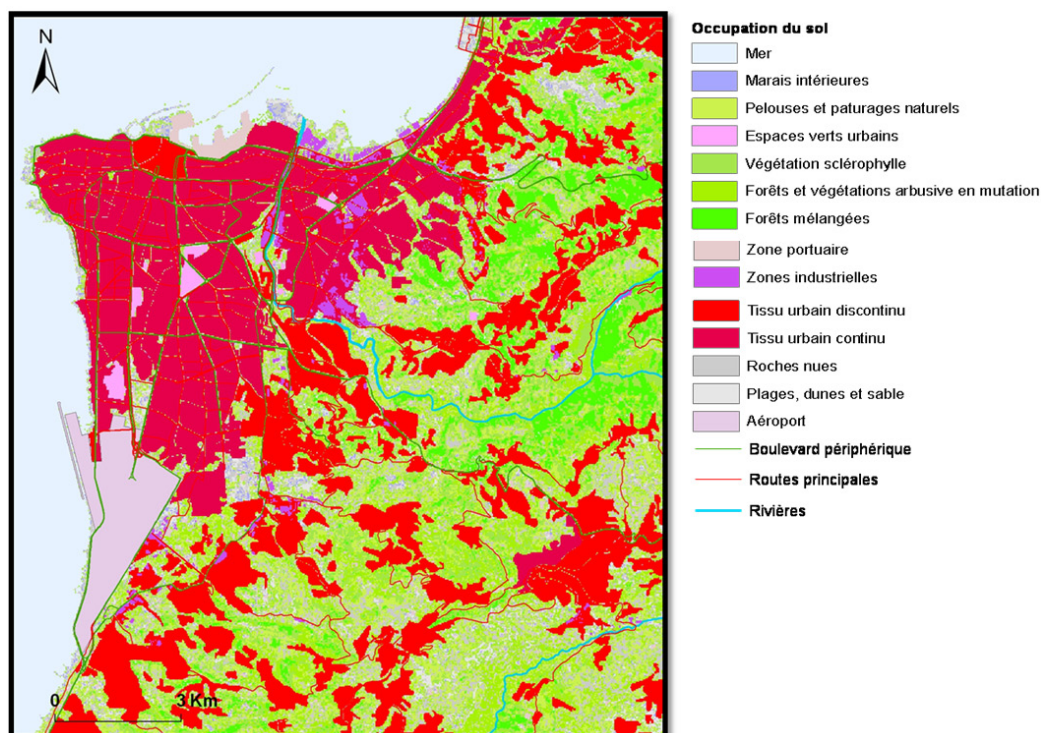 N
0 3 Km
Occupation du sol
Mer
Marais intérieures
Pelouses et paturages naturels
Espaces verts urbains
Végétation sclérophylle
Forêts et végétations arbusive en mutation
Forêts mélangées
Zone portuaire
Zones industrielles
Tissu urbain discontinu
Tissu urbain continu
Roches nues
Plages, dunes et sable
Aéroport
Boulevard périphérique
Routes principales
Rivières